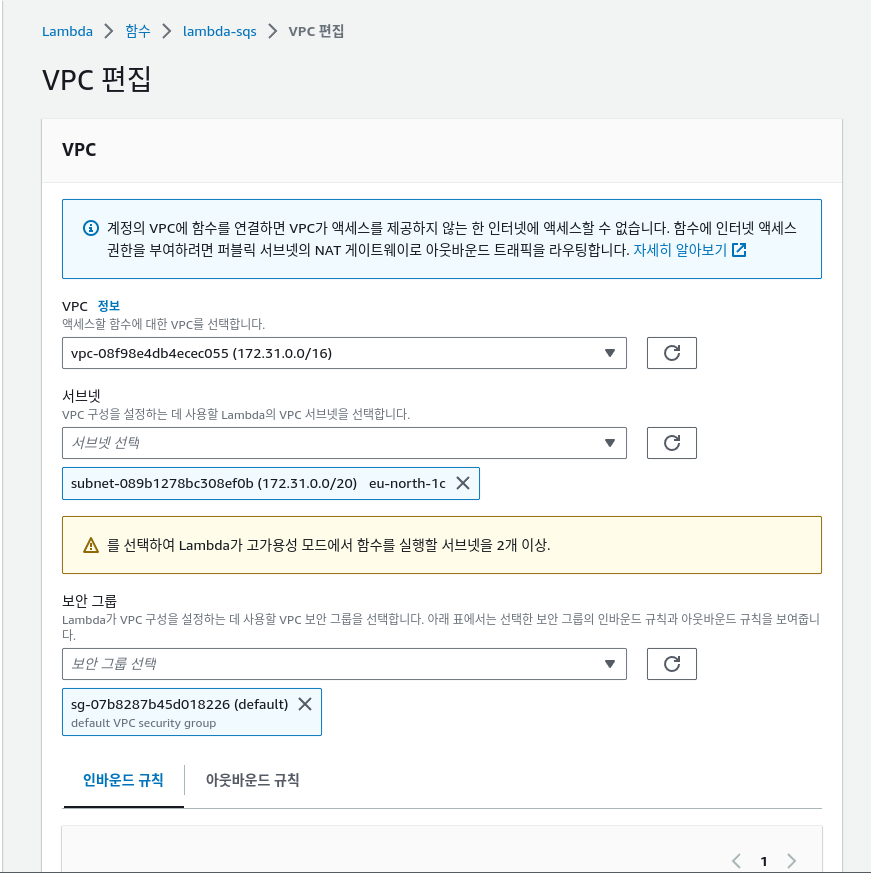 Lambda > 함수 > lambda-sqs > VPC 편집
VPC 편집
VPC
계정의 VPC에 함수를 연결하면 VPC가 액세스를 제공하지 않는 한 인터넷에 액세스할 수 없습니다. 함수에 인터넷 액세스
권한을 부여하려면 퍼블릭 서브넷의 NAT 게이트웨이로 아웃바운드 트래픽을 라우팅합니다. 자세히 알아보기
VPC 정보
액세스할 함수에 대한 VPC를 선택합니다.
vpc-08f98e4db4ecec055 (172.31.0.0/16)
서브넷
VPC 구성을 설정하는 데 사용할 Lambda의 VPC 서브넷을 선택합니다.
서브넷 선택
subnet-089b1278bc308ef0b (172.31.0.0/20) eu-north-1c
를 선택하여 Lambda가 고가용성 모드에서 함수를 실행할 서브넷을 2개 이상.
보안 그룹
Lambda가 VPC 구성을 설정하는 데 사용할 VPC 보안 그룹을 선택합니다. 아래 표에서는 선택한 보안 그룹의 인바운드 규칙과 아웃바운드 규칙을 보여줍니
다.
보안 그룹 선택
sg-07b8287b45d018226 (default)
default VPC security group
인바운드 규칙
아웃바운드 규칙
1